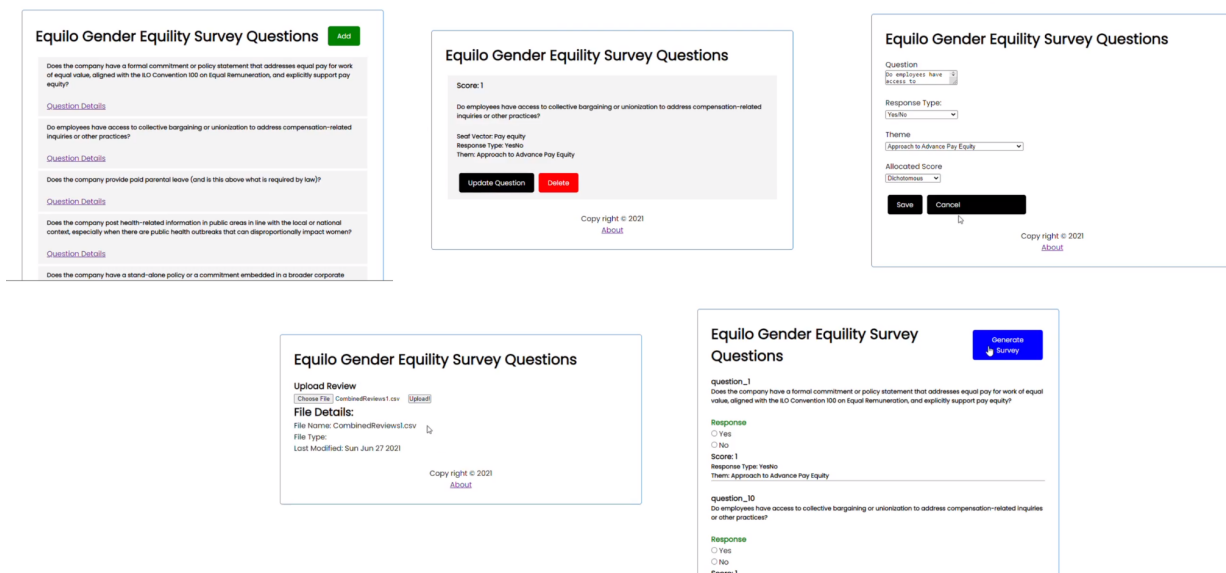 Equilo Gender Equility Survey Questions
Add
Does the company have a formal commitment or policy statement that addresses equal pay for work
of equal value, aligned with the ILO Convention 100 on Equal Remuneration, and explicitly support pay
equity?
Question Details
Do employees have access to collective bargaining or unionization to address compensation-related
inquiries or other practices?
Question Details
Does the company provide paid parental leave (and is this above what is required by law)?
Question Details
Does the company post health-related information in public areas in line with the local or national
context, especially when there are public health outbreaks that can disproportionally impact women?
Question Details
Does the company have a stand-alone policy or a commitment embedded in a broader corporate
Equilo Gender Equility Survey Questions
Score: 1
Do employees have access to collective bargaining or unionization to address compensation-related
inquiries or other practices?
Seaf Vector: Pay equity
Response Type: YesNo
Them: Approach to Advance Pay Equity
Update Question
Delete
Copy right © 2021
About
Equilo Gender Equility Survey Questions
Question
Do employees have
access to
Response Type:
Yes/No
Theme
Approach to Advance Pay Equity
Allocated Score
Dichotomous
Save
Cancel
Copy right © 2021
About
Equilo Gender Equility Survey Questions
Upload Review
Choose File CombinedReviews1.csv Upload!
File Details:
File Name: CombinedReviews1.csv
File Type:
Last Modified: Sun Jun 27 2021
Copy right © 2021
About
Equilo Gender Equility Survey
Questions
Generate
Survey
question_1
Does the company have a formal commitment or policy statement that addresses equal pay for work of equal
value, aligned with the ILO Convention 100 on Equal Remuneration, and explicitly support pay equity?
Response
Yes
No
Score: 1
Response Type: YesNo
Them: Approach to Advance Pay Equity
question_10
Do employees have access to collective bargaining or unionization to address compensation-related inquiries
or other practices?
Response
Yes
No
Score: 1